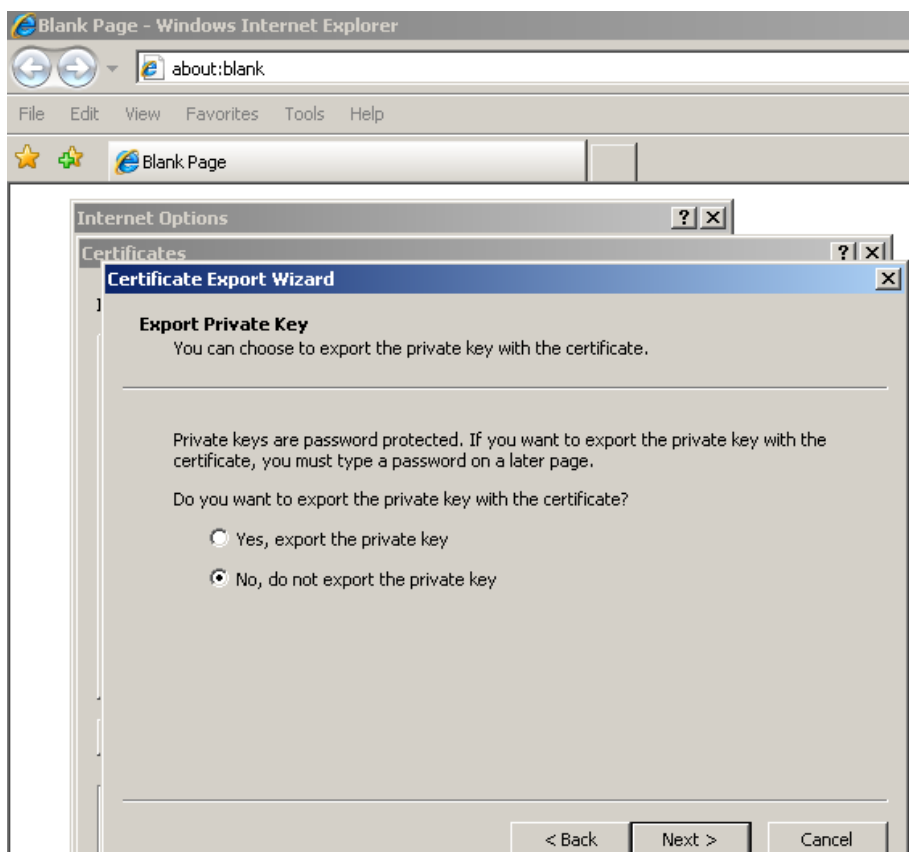 Blank Page - Windows Internet Explorer
about:blank
File Edit View Favorites Tools Help
Blank Page
Internet Options
Certificates
Certificate Export Wizard
Export Private Key
You can choose to export the private key with the certificate.
Private keys are password protected. If you want to export the private key with the
certificate, you must type a password on a later page.
Do you want to export the private key with the certificate?
Yes, export the private key
No, do not export the private key
< Back Next > Cancel